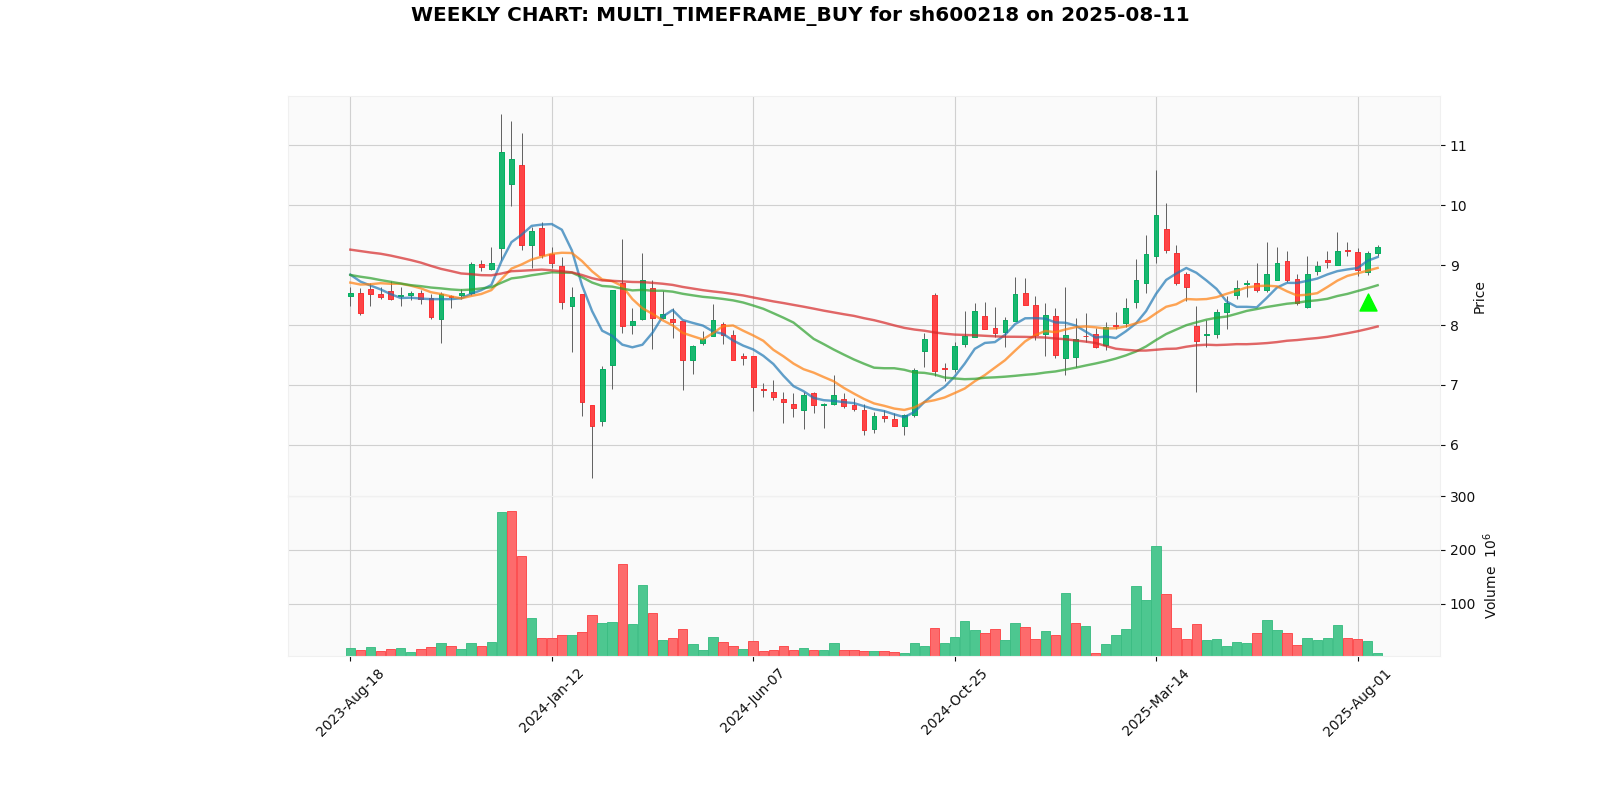 WEEKLY CHART: MULTI_TIMEFRAME_BUY for sh600218 on 2025-08-11
11
10
9
8
7
6
Price
300
200
100
Volume 10⁶
2023-Aug-18
2024-Jan-12
2024-Jun-07
2024-Oct-25
2025-Mar-14
2025-Aug-01